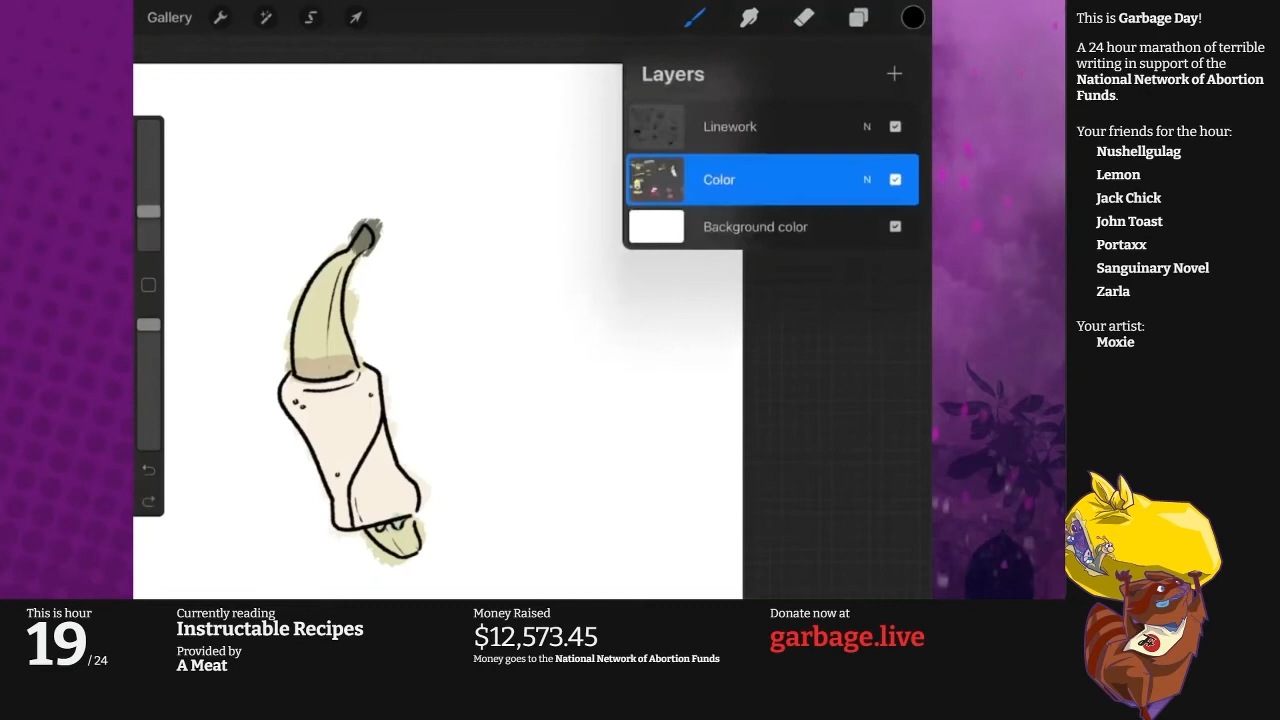 Gallery
Layers
Linework N
Color N
Background color
This is Garbage Day!
A 24 hour marathon of terrible
writing in support of the
National Network of Abortion
Funds.
Your friends for the hour:
Nushellgulag
Lemon
Jack Chick
John Toast
Portaxx
Sanguinary Novel
Zarla
Your artist:
Moxie
This is hour
19 / 24
Currently reading
Instructable Recipes
Provided by
A Meat
Money Raised
$12,573.45
Money goes to the National Network of Abortion Funds
Donate now at
garbage.live